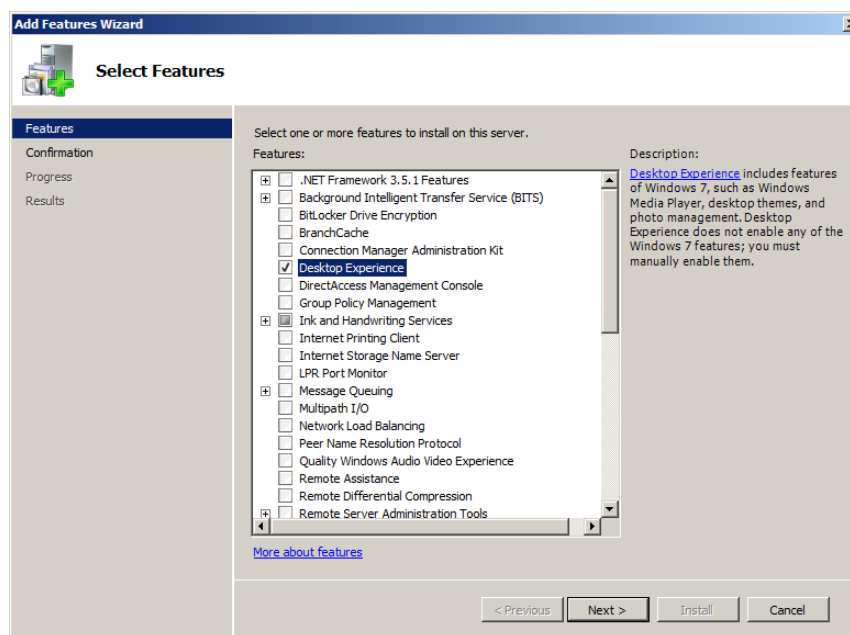 Add Features Wizard
Select Features
Features
Confirmation
Progress
Results
Select one or more features to install on this server.
Features:
.NET Framework 3.5.1 Features
Background Intelligent Transfer Service (BITS)
BitLocker Drive Encryption
BranchCache
Connection Manager Administration Kit
Desktop Experience
DirectAccess Management Console
Group Policy Management
Ink and Handwriting Services
Internet Printing Client
Internet Storage Name Server
LPR Port Monitor
Message Queuing
Multipath I/O
Network Load Balancing
Peer Name Resolution Protocol
Quality Windows Audio Video Experience
Remote Assistance
Remote Differential Compression
Remote Server Administration Tools
More about features
Description:
Desktop Experience includes features
of Windows 7, such as Windows
Media Player, desktop themes, and
photo management. Desktop
Experience does not enable any of the
Windows 7 features; you must
manually enable them.
< Previous
Next >
Install
Cancel